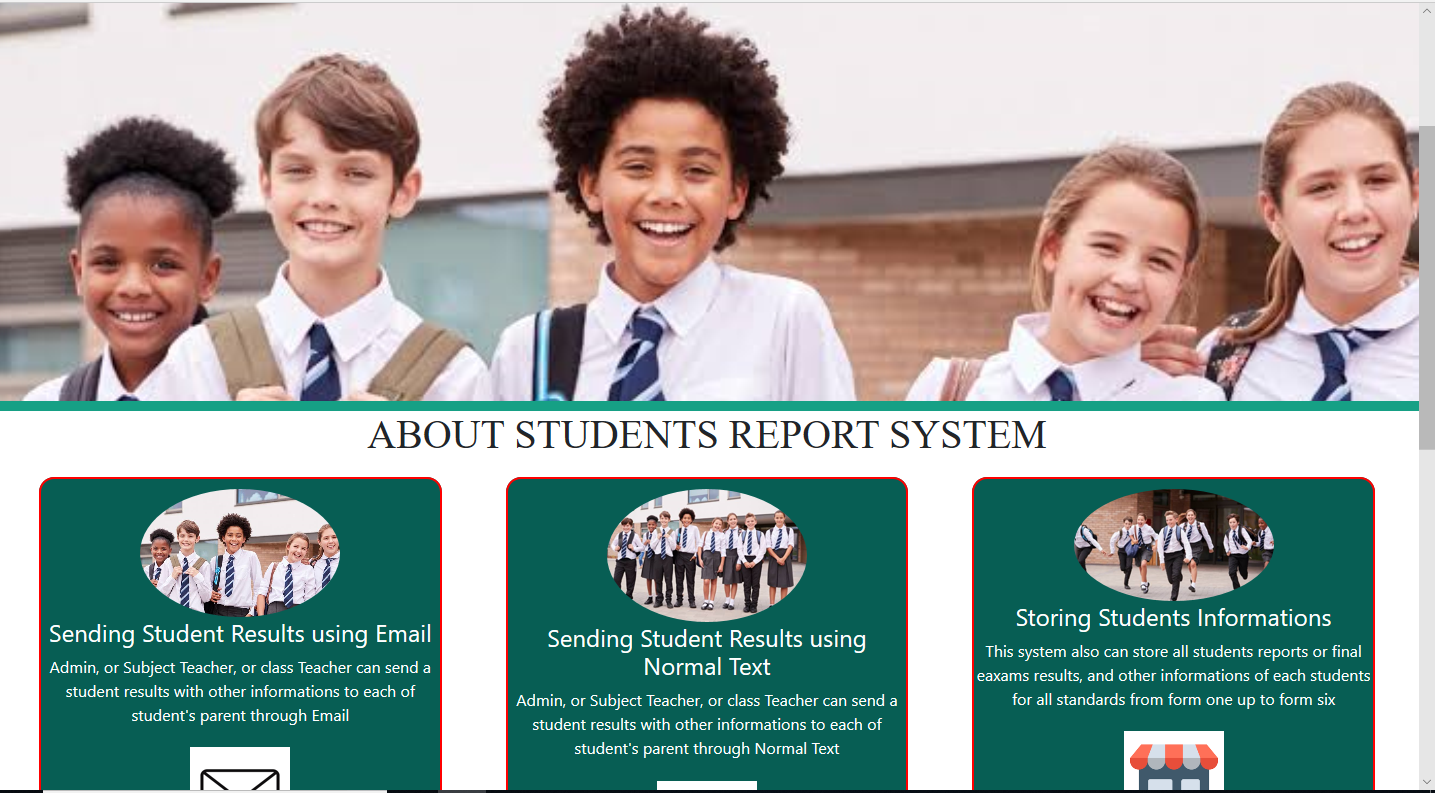 ABOUT STUDENTS REPORT SYSTEM
Sending Student Results using Email
Admin, or Subject Teacher, or class Teacher can send a
student results with other informations to each of
student's parent through Email
Sending Student Results using
Normal Text
Admin, or Subject Teacher, or class Teacher can send a
student results with other informations to each of
student's parent through Normal Text
Storing Students Informations
This system also can store all students reports or final
eaxams results, and other informations of each students
for all standards from form one up to form six